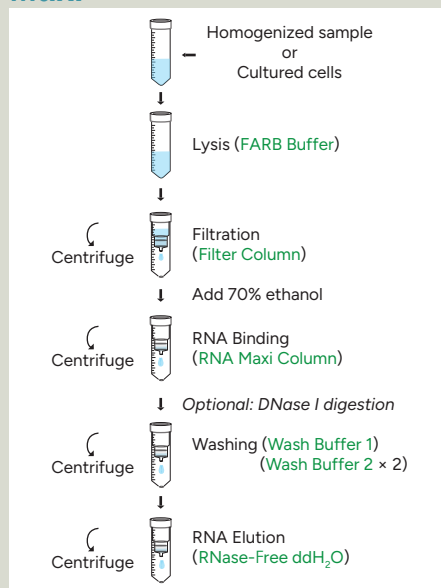 Homogenized sample
or
Cultured cells
Lysis (FARB Buffer)
Centrifuge
Filtration
(Filter Column)
Add 70% ethanol
Centrifuge
RNA Binding
(RNA Maxi Column)
Optional: DNase I digestion
Centrifuge
Washing (Wash Buffer 1)
(Wash Buffer 2 × 2)
Centrifuge
RNA Elution
(RNase-Free ddH₂O)